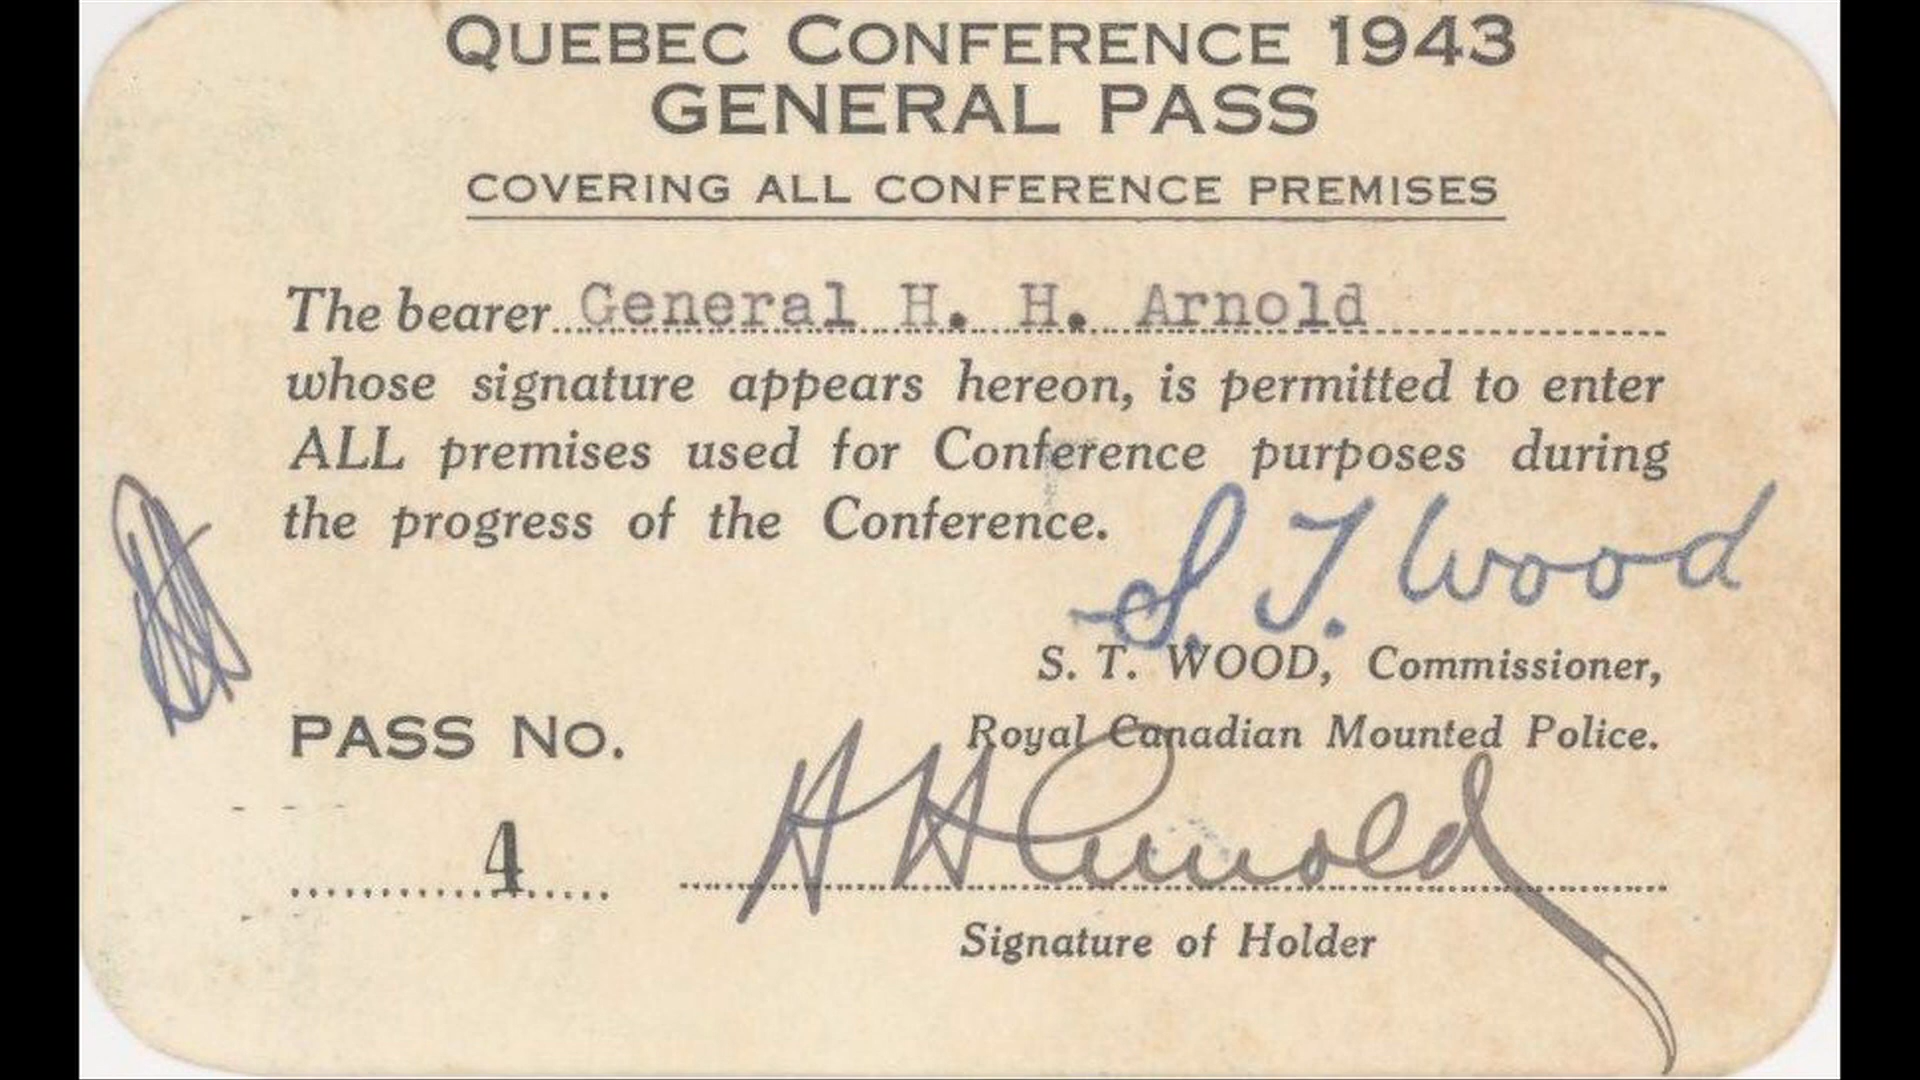 QUEBEC CONFERENCE 1943
GENERAL PASS
COVERING ALL CONFERENCE PREMISES
The bearer General H. H. Arnold
whose signature appears hereon, is permitted to enter
ALL premises used for Conference purposes during
the progress of the Conference.
S. T. Wood
S. T. WOOD, Commissioner,
Royal Canadian Mounted Police.
PASS No.
4
H H Arnold
Signature of Holder